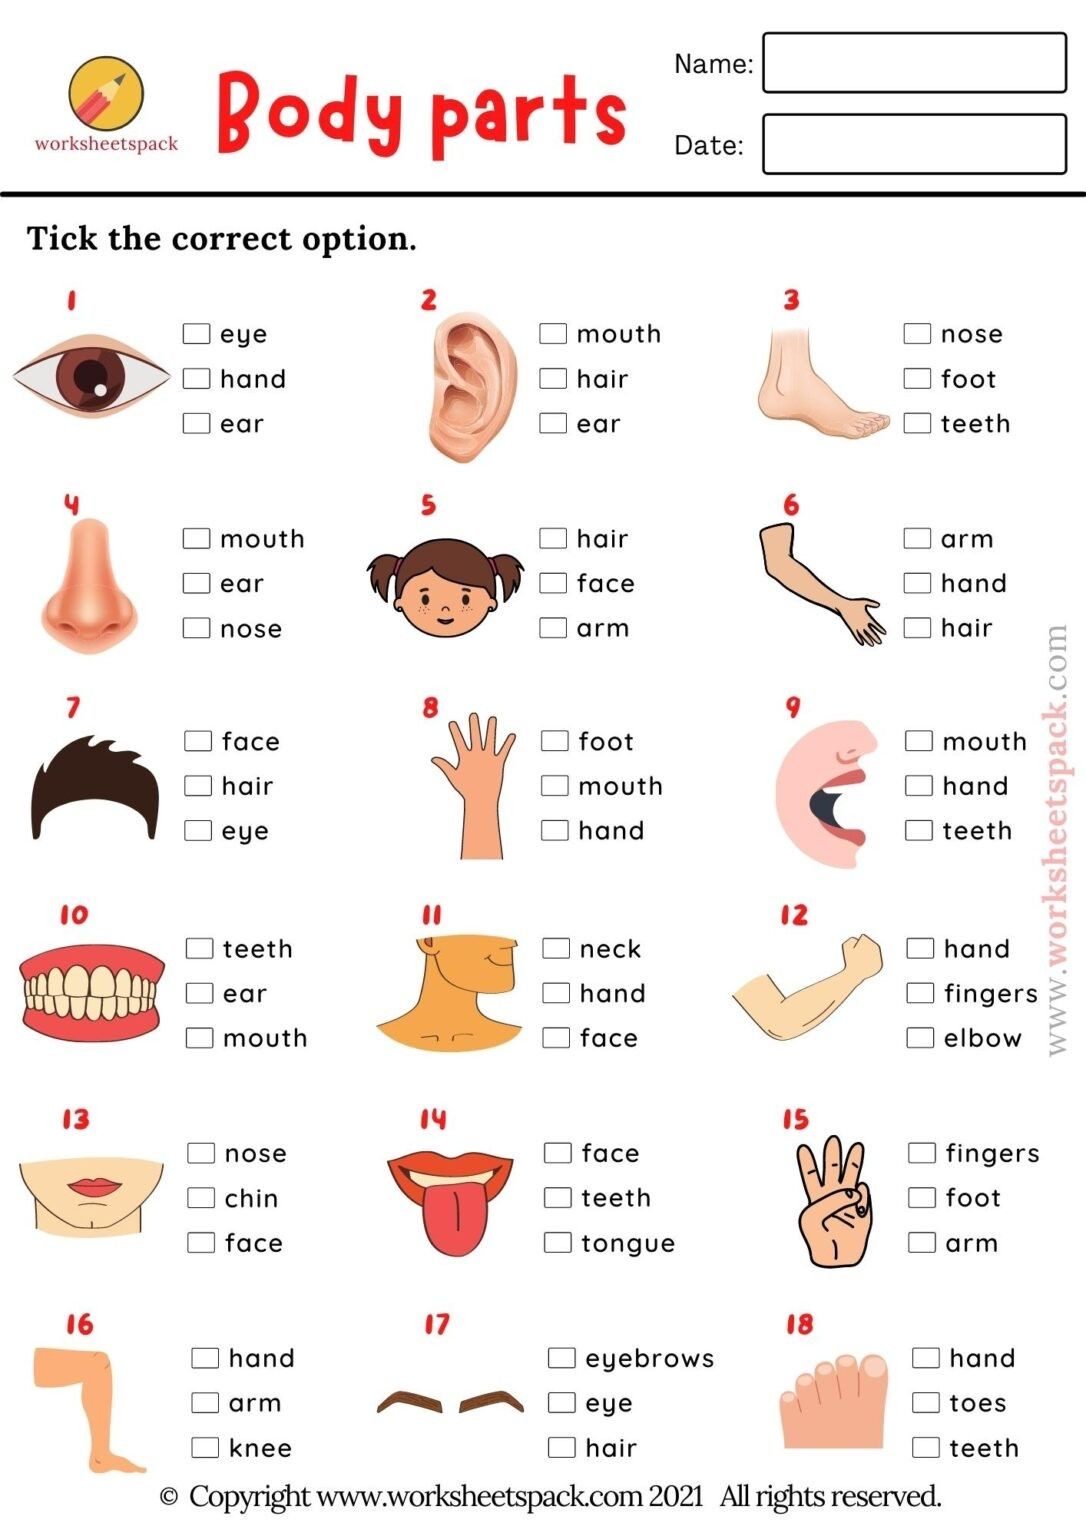 worksheetspack
Body parts
Name:
Date:
Tick the correct option.
1
eye
hand
ear
2
mouth
hair
ear
3
nose
foot
teeth
4
mouth
ear
nose
5
hair
face
arm
6
arm
hand
hair
7
face
hair
eye
8
foot
mouth
hand
9
mouth
hand
teeth
10
teeth
ear
mouth
11
neck
hand
face
12
hand
fingers
elbow
13
nose
chin
face
14
face
teeth
tongue
15
fingers
foot
arm
16
hand
arm
knee
17
eyebrows
eye
hair
18
hand
toes
teeth
www.worksheetspack.com
© Copyright www.worksheetspack.com 2021 All rights reserved.